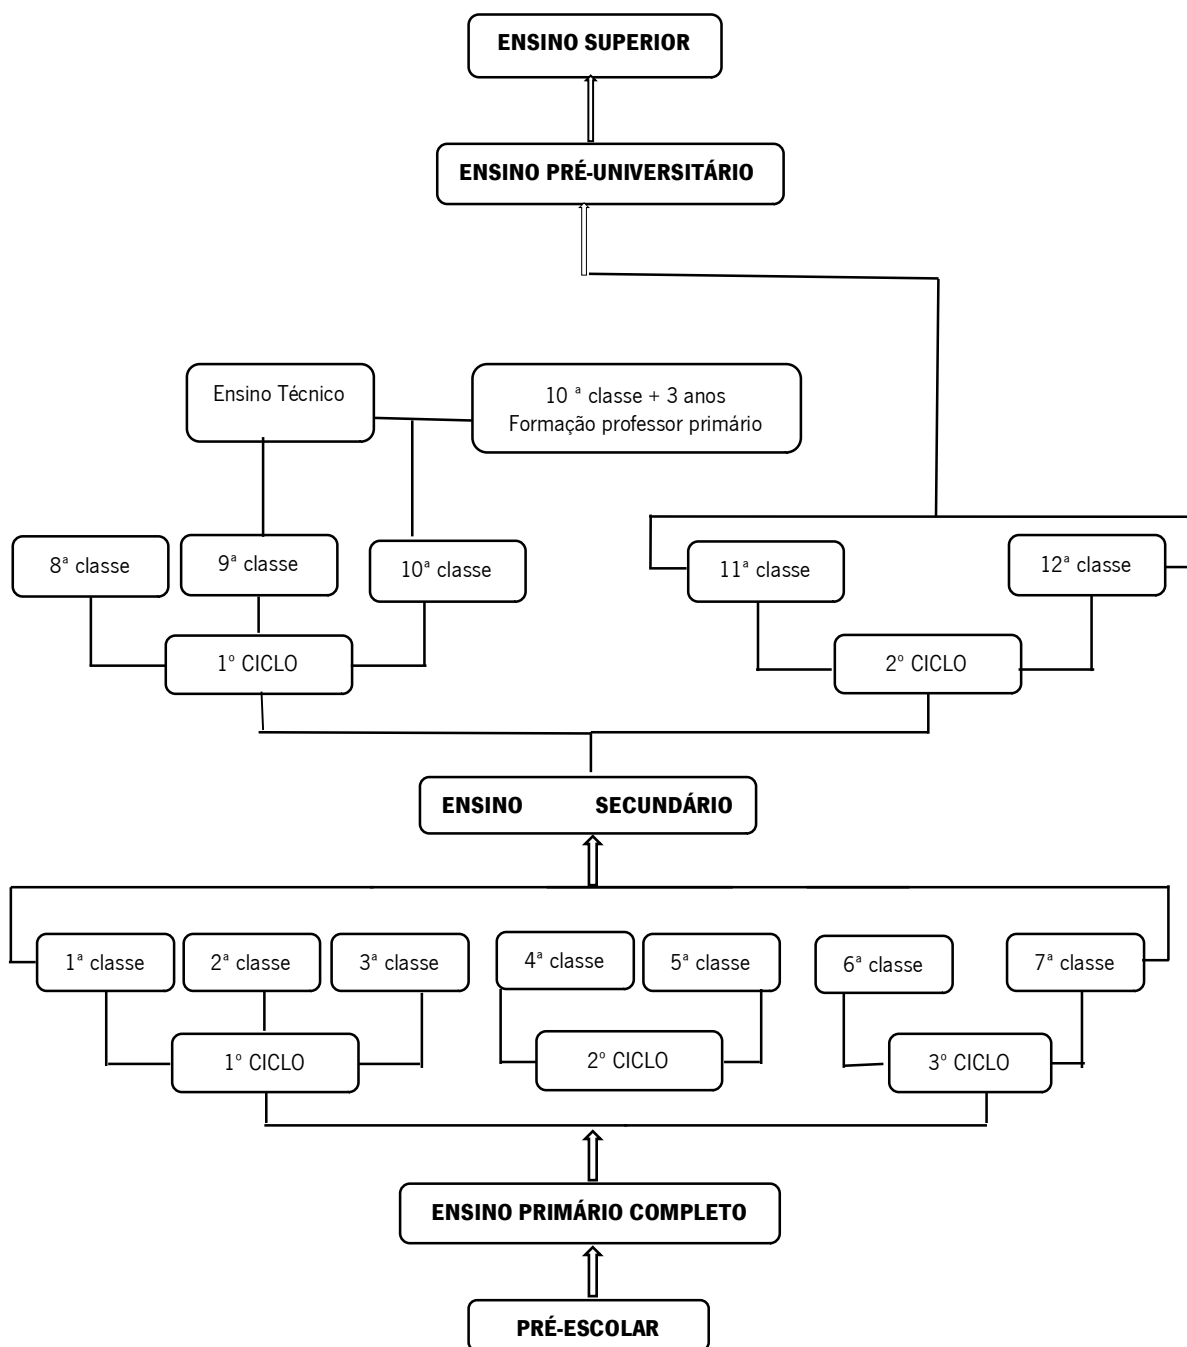 ENSINO SUPERIOR
ENSINO PRÉ-UNIVERSITÁRIO
Ensino Técnico
10 ª classe + 3 anos
Formação professor primário
8ª classe
9ª classe
10ª classe
11ª classe
12ª classe
1º CICLO
2º CICLO
ENSINO SECUNDÁRIO
1ª classe
2ª classe
3ª classe
4ª classe
5ª classe
6ª classe
7ª classe
1º CICLO
2º CICLO
3º CICLO
ENSINO PRIMÁRIO COMPLETO
PRÉ-ESCOLAR